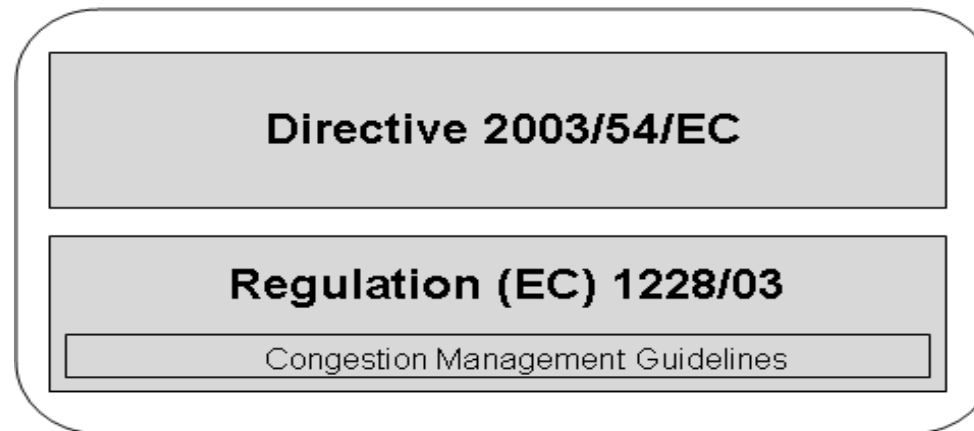 Directive 2003/54/EC
Regulation (EC) 1228/03
Congestion Management Guidelines